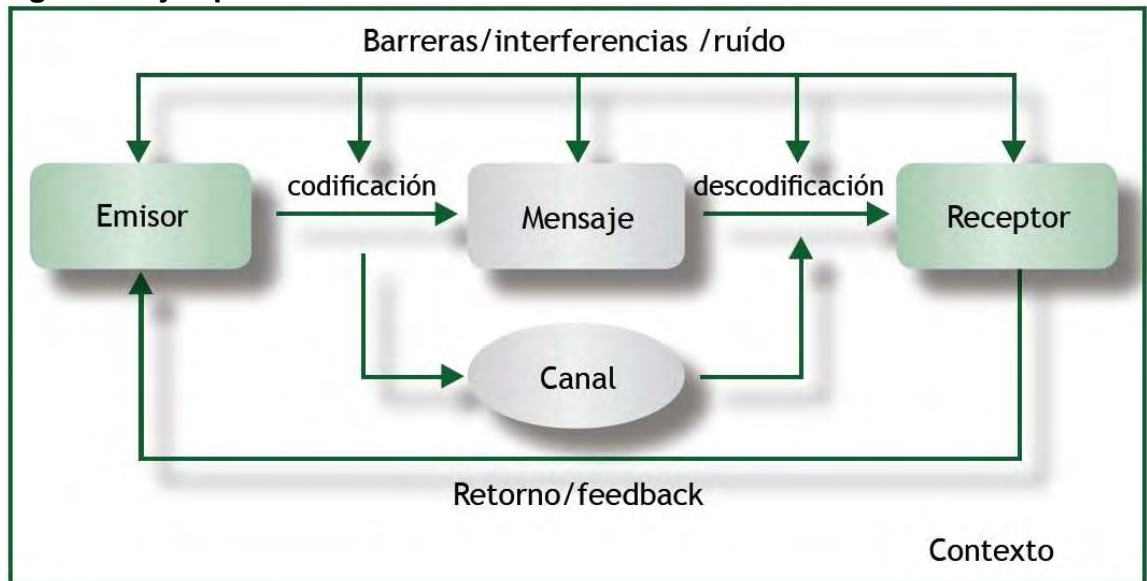 Barreras/interferencias /ruído
codificación
descodificación
Emisor
Mensaje
Receptor
Canal
Retorno/feedback
Contexto